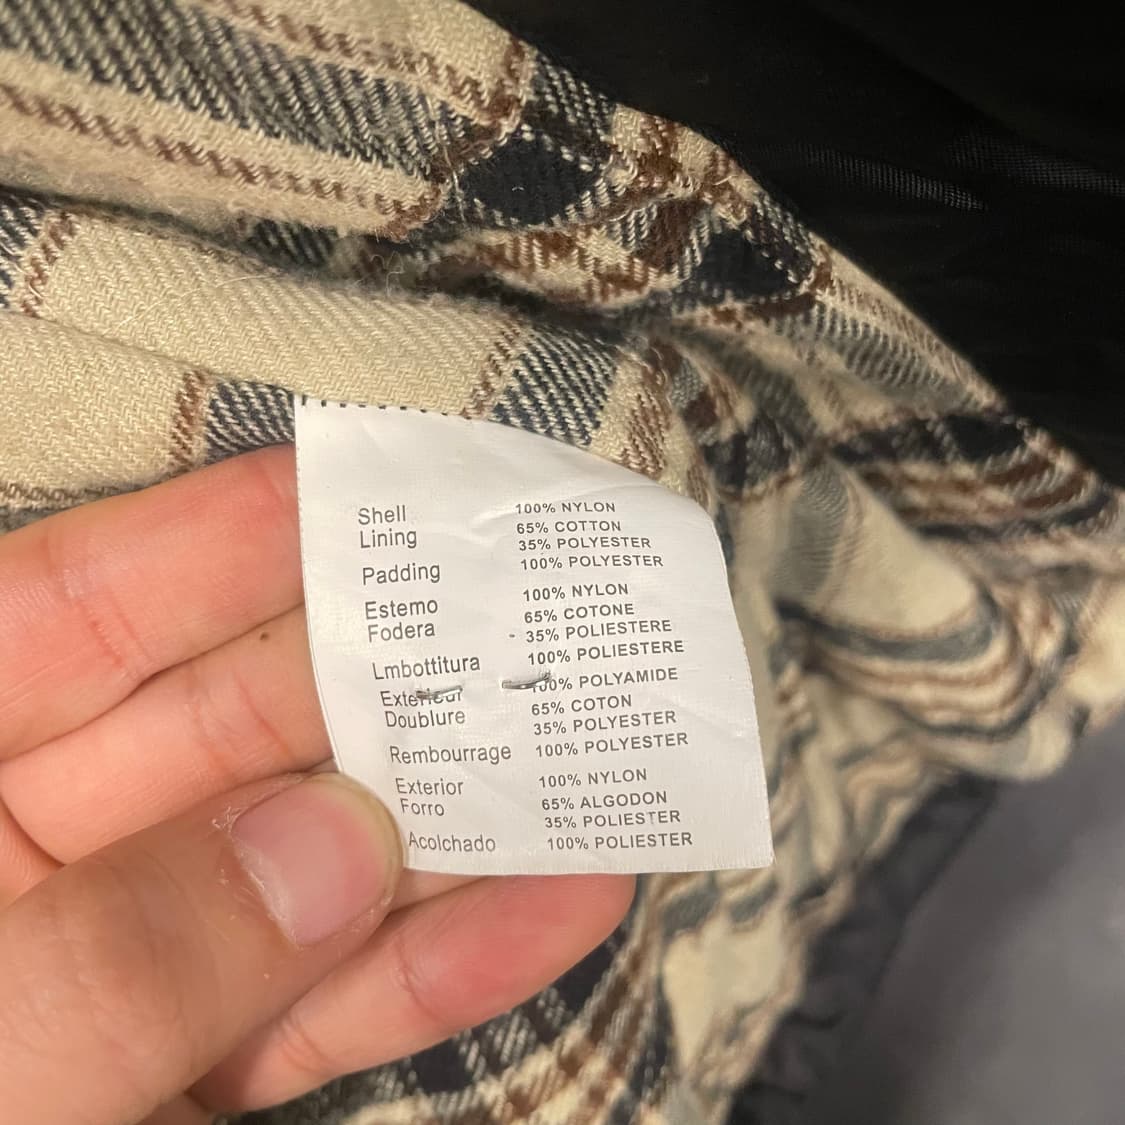 Shell 100% NYLON
Lining 65% COTTON
35% POLYESTER
Padding 100% POLYESTER
Estemo 100% NYLON
Fodera 65% COTONE
35% POLIESTERE
Lmbottitura 100% POLIESTERE
Exterieur 100% POLYAMIDE
Doublure 65% COTON
35% POLYESTER
Rembourrage 100% POLYESTER
Exterior 100% NYLON
Forro 65% ALGODON
35% POLIESTER
Acolchado 100% POLIESTER